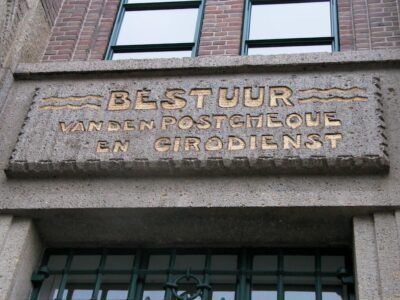 BESTUUR
VAN DEN POSTCHEQUE
EN GIRODIENST